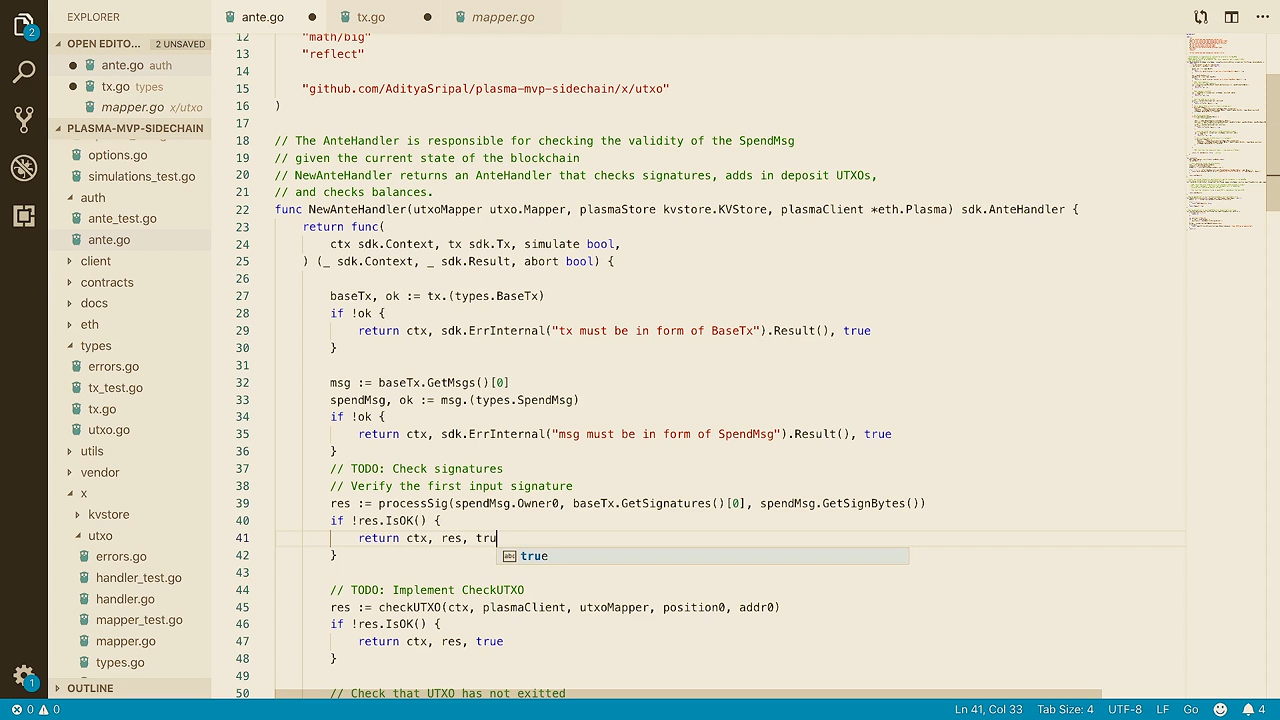 EXPLORER
ante.go
tx.go
mapper.go
2
OPEN EDITO...
2 UNSAVED
ante.go auth
tx.go types
mapper.go x/utxo
PLASMA-MVP-SIDECHAIN
options.go
simulations_test.go
auth
ante_test.go
ante.go
client
contracts
docs
eth
types
errors.go
tx_test.go
tx.go
utxo.go
utils
vendor
x
kvstore
utxo
errors.go
handler_test.go
handler.go
mapper_test.go
mapper.go
types.go
OUTLINE
1
12 "math/big"
13 "reflect"
14
15 "github.com/AdityaSripal/plasma-mvp-sidechain/x/utxo"
16 )
17
18 // The AnteHandler is responsible for checking the validity of the SpendMsg
19 // given the current state of the blockchain
20 // NewAnteHandler returns an AnteHandler that checks signatures, adds in deposit UTXOs,
21 // and checks balances.
22 func NewAnteHandler(utxoMapper utxo.Mapper, plasmaStore kvstore.KVStore, plasmaClient *eth.Plasma) sdk.AnteHandler {
23 return func(
24 ctx sdk.Context, tx sdk.Tx, simulate bool,
25 ) (_ sdk.Context, _ sdk.Result, abort bool) {
26
27 baseTx, ok := tx.(types.BaseTx)
28 if !ok {
29 return ctx, sdk.ErrInternal("tx must be in form of BaseTx").Result(), true
30 }
31
32 msg := baseTx.GetMsgs()[0]
33 spendMsg, ok := msg.(types.SpendMsg)
34 if !ok {
35 return ctx, sdk.ErrInternal("msg must be in form of SpendMsg").Result(), true
36 }
37 // TODO: Check signatures
38 // Verify the first input signature
39 res := processSig(spendMsg.Owner0, baseTx.GetSignatures()[0], spendMsg.GetSignBytes())
40 if !res.IsOK() {
41 return ctx, res, tru
abc true
42 }
43
44 // TODO: Implement CheckUTXO
45 res := checkUTXO(ctx, plasmaClient, utxoMapper, position0, addr0)
46 if !res.IsOK() {
47 return ctx, res, true
48 }
49
50 // Check that UTXO has not exitted
0 0
Ln 41, Col 33
Tab Size: 4
UTF-8
LF
Go
4